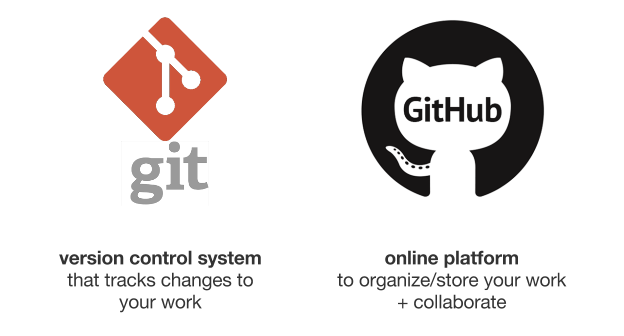 git
GitHub
version control system
that tracks changes to
your work
online platform
to organize/store your work
+ collaborate